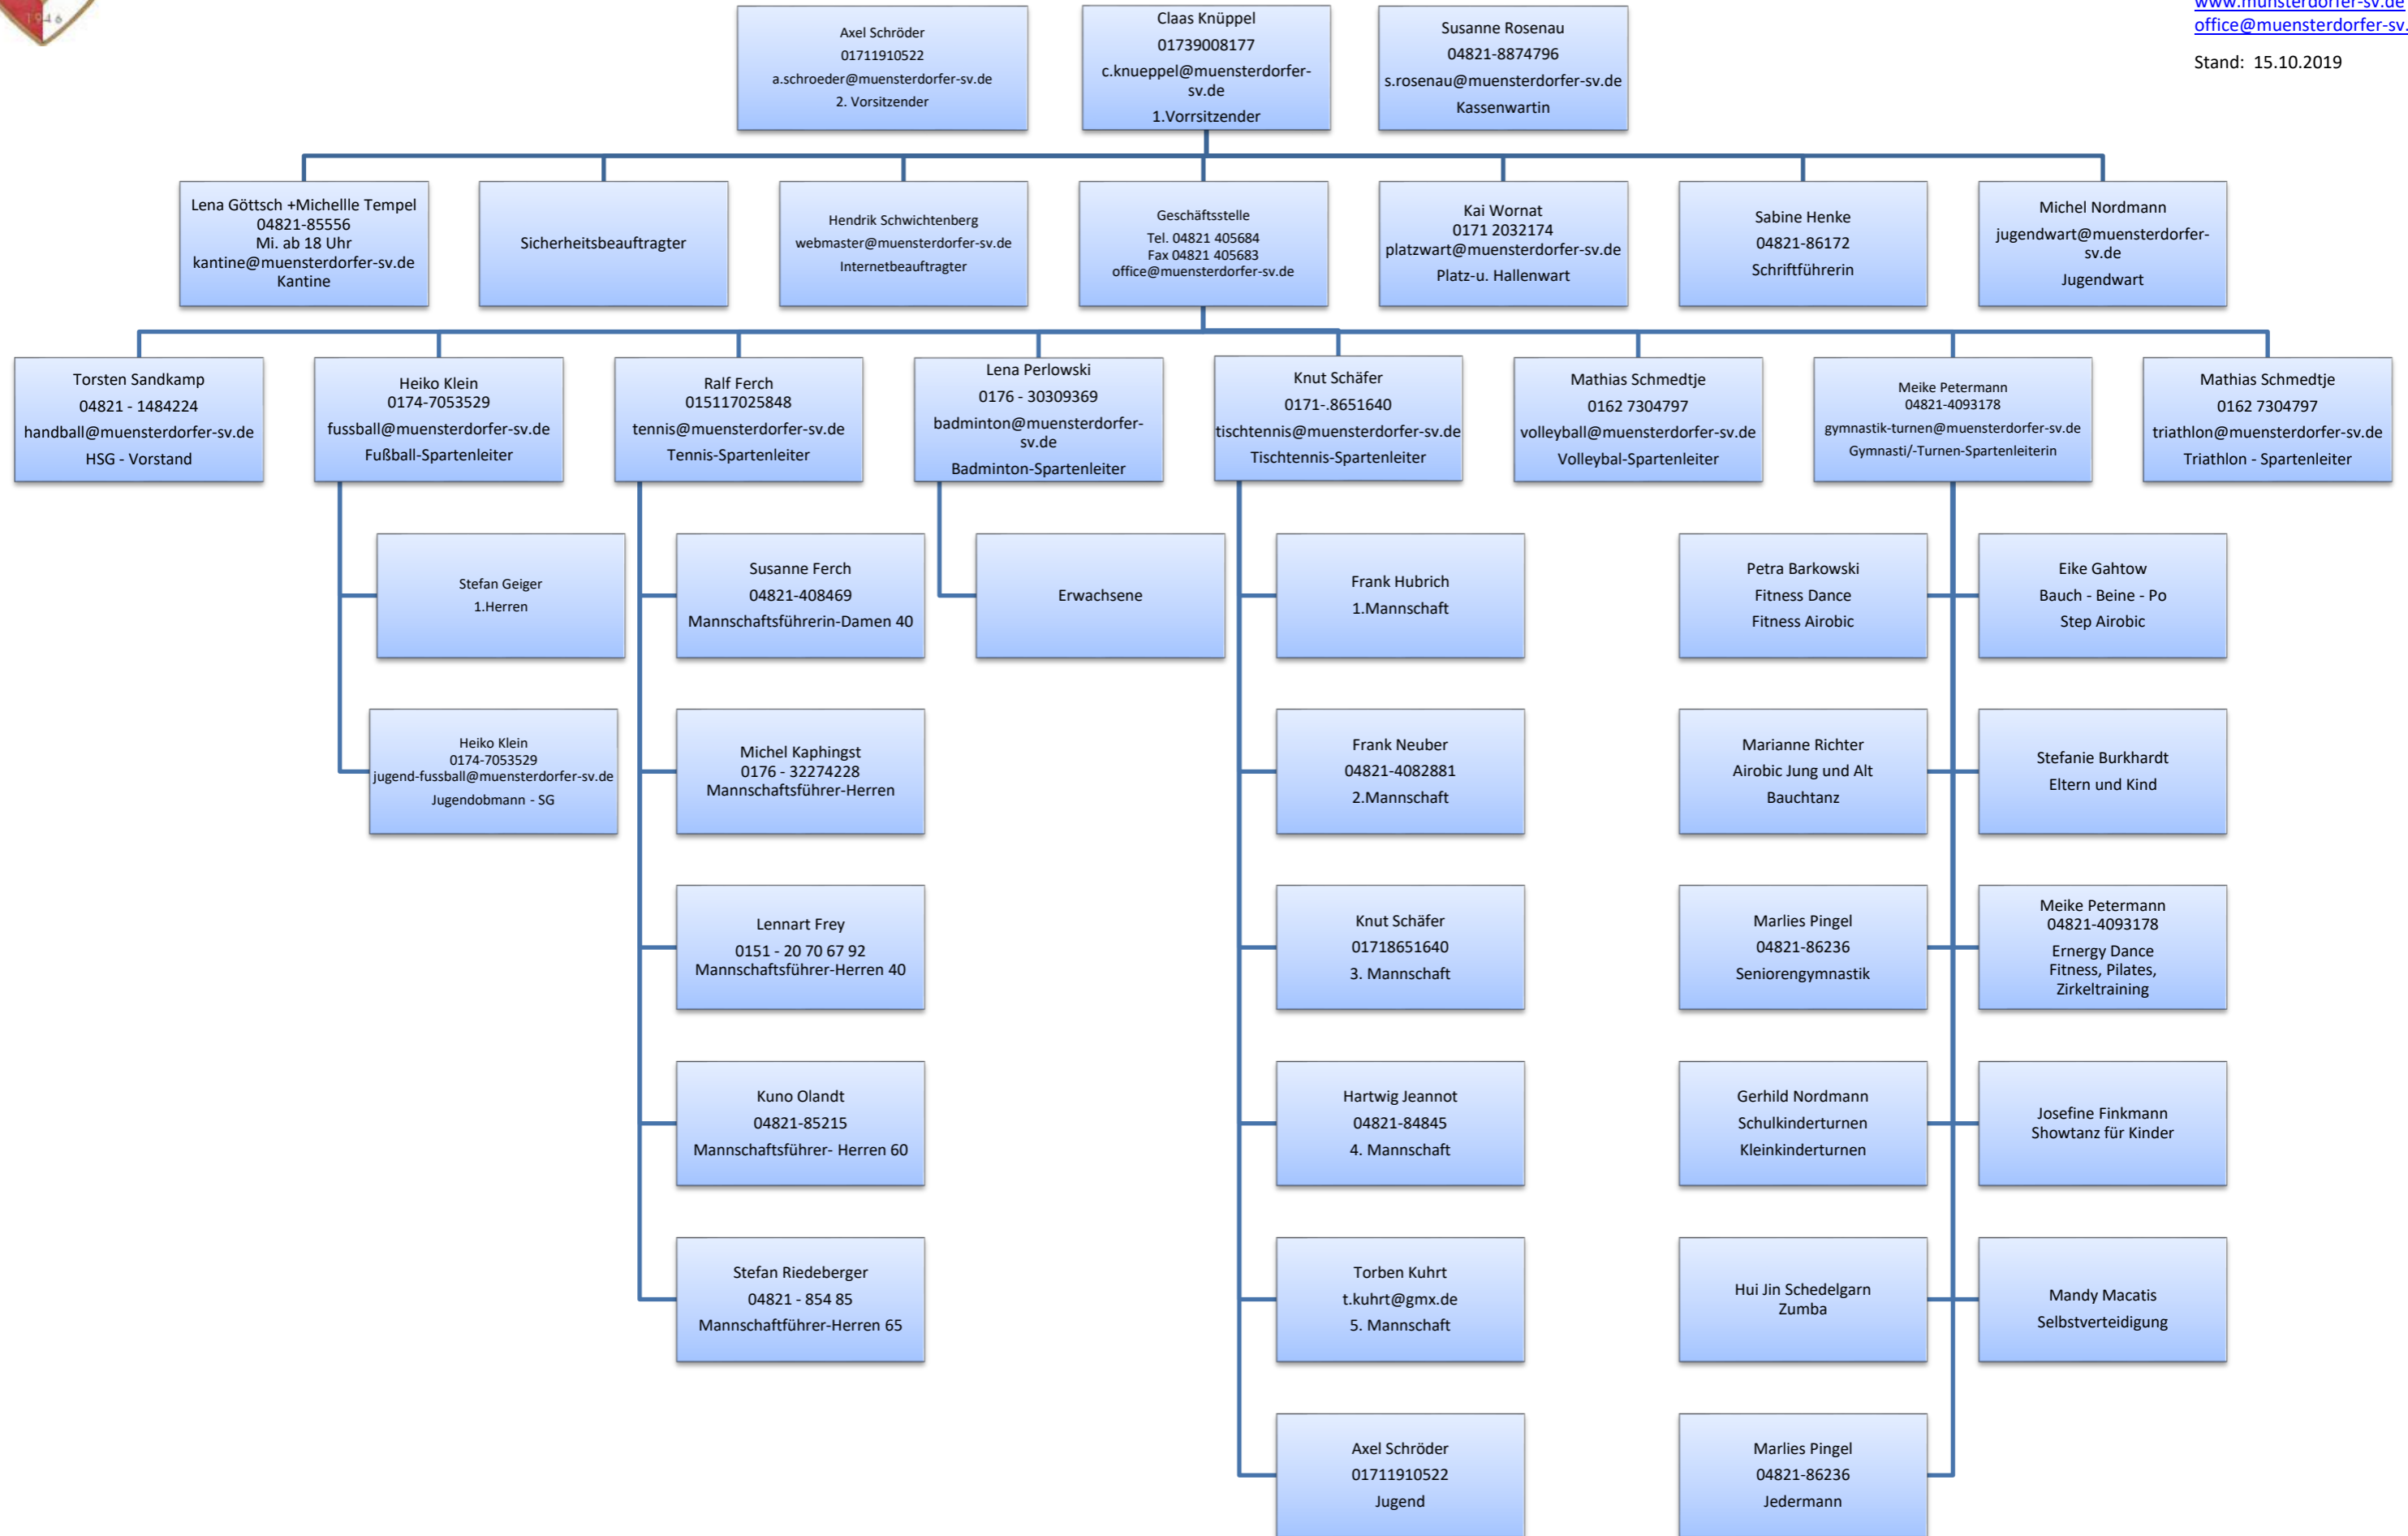 1946
www.munsterdorfer-sv.de
office@muensterdorfer-sv.
Stand: 15.10.2019
Axel Schröder
01711910522
a.schroeder@muensterdorfer-sv.de
2. Vorsitzender
Claas Knüppel
01739008177
c.knueppel@muensterdorfer-
sv.de
1.Vorrsitzender
Susanne Rosenau
04821-8874796
s.rosenau@muensterdorfer-sv.de
Kassenwartin
Lena Göttsch +Michellle Tempel
04821-85556
Mi. ab 18 Uhr
kantine@muensterdorfer-sv.de
Kantine
Sicherheitsbeauftragter
Hendrik Schwichtenberg
webmaster@muensterdorfer-sv.de
Internetbeauftragter
Geschäftsstelle
Tel. 04821 405684
Fax 04821 405683
office@muensterdorfer-sv.de
Kai Wornat
0171 2032174
platzwart@muensterdorfer-sv.de
Platz-u. Hallenwart
Sabine Henke
04821-86172
Schriftführerin
Michel Nordmann
jugendwart@muensterdorfer-
sv.de
Jugendwart
Torsten Sandkamp
04821 - 1484224
handball@muensterdorfer-sv.de
HSG - Vorstand
Heiko Klein
0174-7053529
fussball@muensterdorfer-sv.de
Fußball-Spartenleiter
Ralf Ferch
015117025848
tennis@muensterdorfer-sv.de
Tennis-Spartenleiter
Lena Perlowski
0176 - 30309369
badminton@muensterdorfer-
sv.de
Badminton-Spartenleiter
Knut Schäfer
0171-.8651640
tischtennis@muensterdorfer-sv.de
Tischtennis-Spartenleiter
Mathias Schmedtje
0162 7304797
volleyball@muensterdorfer-sv.de
Volleybal-Spartenleiter
Meike Petermann
04821-4093178
gymnastik-turnen@muensterdorfer-sv.de
Gymnasti/-Turnen-Spartenleiterin
Mathias Schmedtje
0162 7304797
triathlon@muensterdorfer-sv.de
Triathlon - Spartenleiter
Stefan Geiger
1.Herren
Heiko Klein
0174-7053529
jugend-fussball@muensterdorfer-sv.de
Jugendobmann - SG
Susanne Ferch
04821-408469
Mannschaftsführerin-Damen 40
Michel Kaphingst
0176 - 32274228
Mannschaftsführer-Herren
Lennart Frey
0151 - 20 70 67 92
Mannschaftsführer-Herren 40
Kuno Olandt
04821-85215
Mannschaftsführer- Herren 60
Stefan Riedeberger
04821 - 854 85
Mannschaftführer-Herren 65
Erwachsene
Frank Hubrich
1.Mannschaft
Frank Neuber
04821-4082881
2.Mannschaft
Knut Schäfer
01718651640
3. Mannschaft
Hartwig Jeannot
04821-84845
4. Mannschaft
Torben Kuhrt
t.kuhrt@gmx.de
5. Mannschaft
Axel Schröder
01711910522
Jugend
Petra Barkowski
Fitness Dance
Fitness Airobic
Eike Gahtow
Bauch - Beine - Po
Step Airobic
Marianne Richter
Airobic Jung und Alt
Bauchtanz
Stefanie Burkhardt
Eltern und Kind
Marlies Pingel
04821-86236
Seniorengymnastik
Meike Petermann
04821-4093178
Ernergy Dance
Fitness, Pilates,
Zirkeltraining
Gerhild Nordmann
Schulkinderturnen
Kleinkinderturnen
Josefine Finkmann
Showtanz für Kinder
Hui Jin Schedelgarn
Zumba
Mandy Macatis
Selbstverteidigung
Marlies Pingel
04821-86236
Jedermann